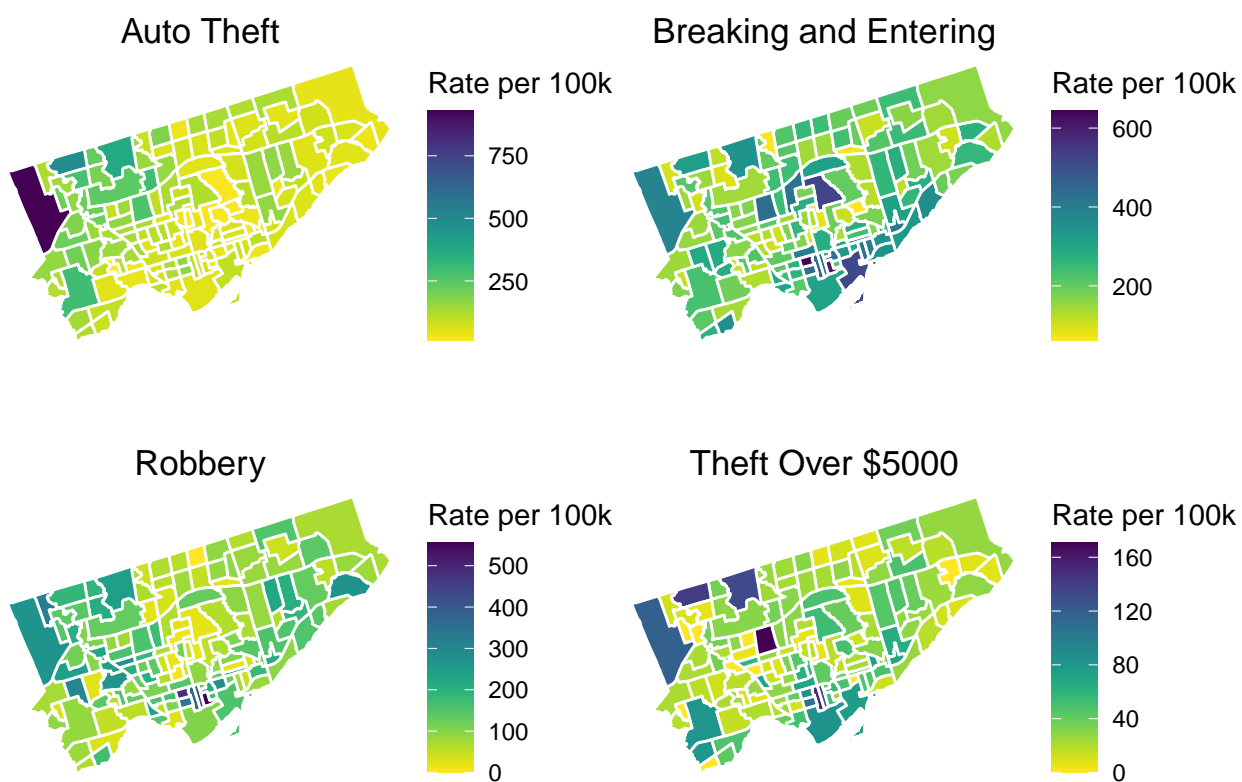 Auto Theft
Rate per 100k
750
500
250
Breaking and Entering
Rate per 100k
600
400
200
Robbery
Rate per 100k
500
400
300
200
100
0
Theft Over $5000
Rate per 100k
160
120
80
40
0